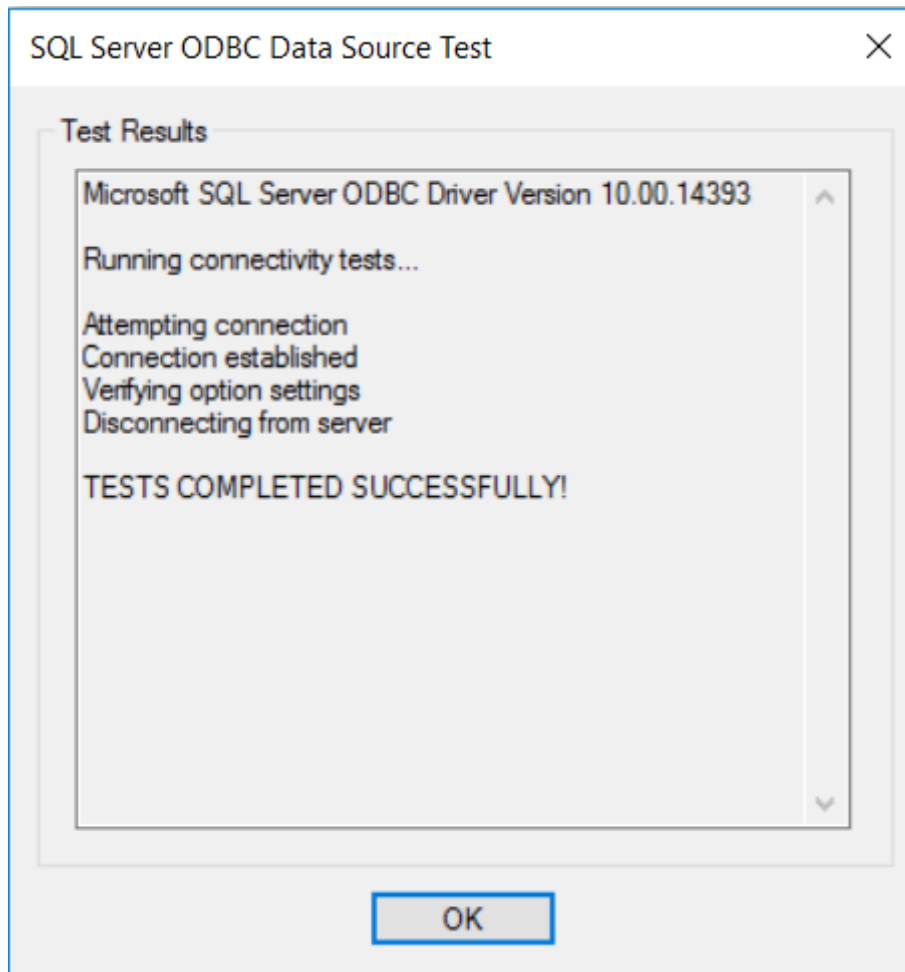 SQL Server ODBC Data Source Test
Test Results
Microsoft SQL Server ODBC Driver Version 10.00.14393
Running connectivity tests...
Attempting connection
Connection established
Verifying option settings
Disconnecting from server
TESTS COMPLETED SUCCESSFULLY!
OK